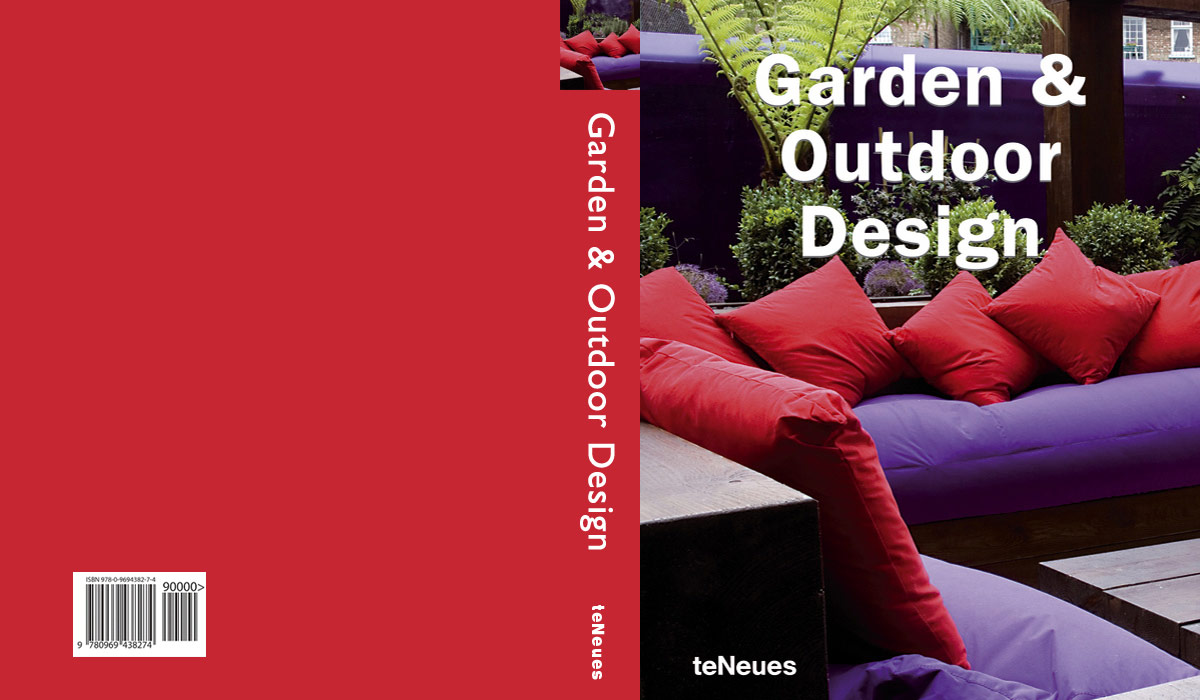 ISBN 978-0-9694382-7-4
90000>
9 780969 438274
Garden & Outdoor Design
teNeues
Garden &
Outdoor
Design
teNeues